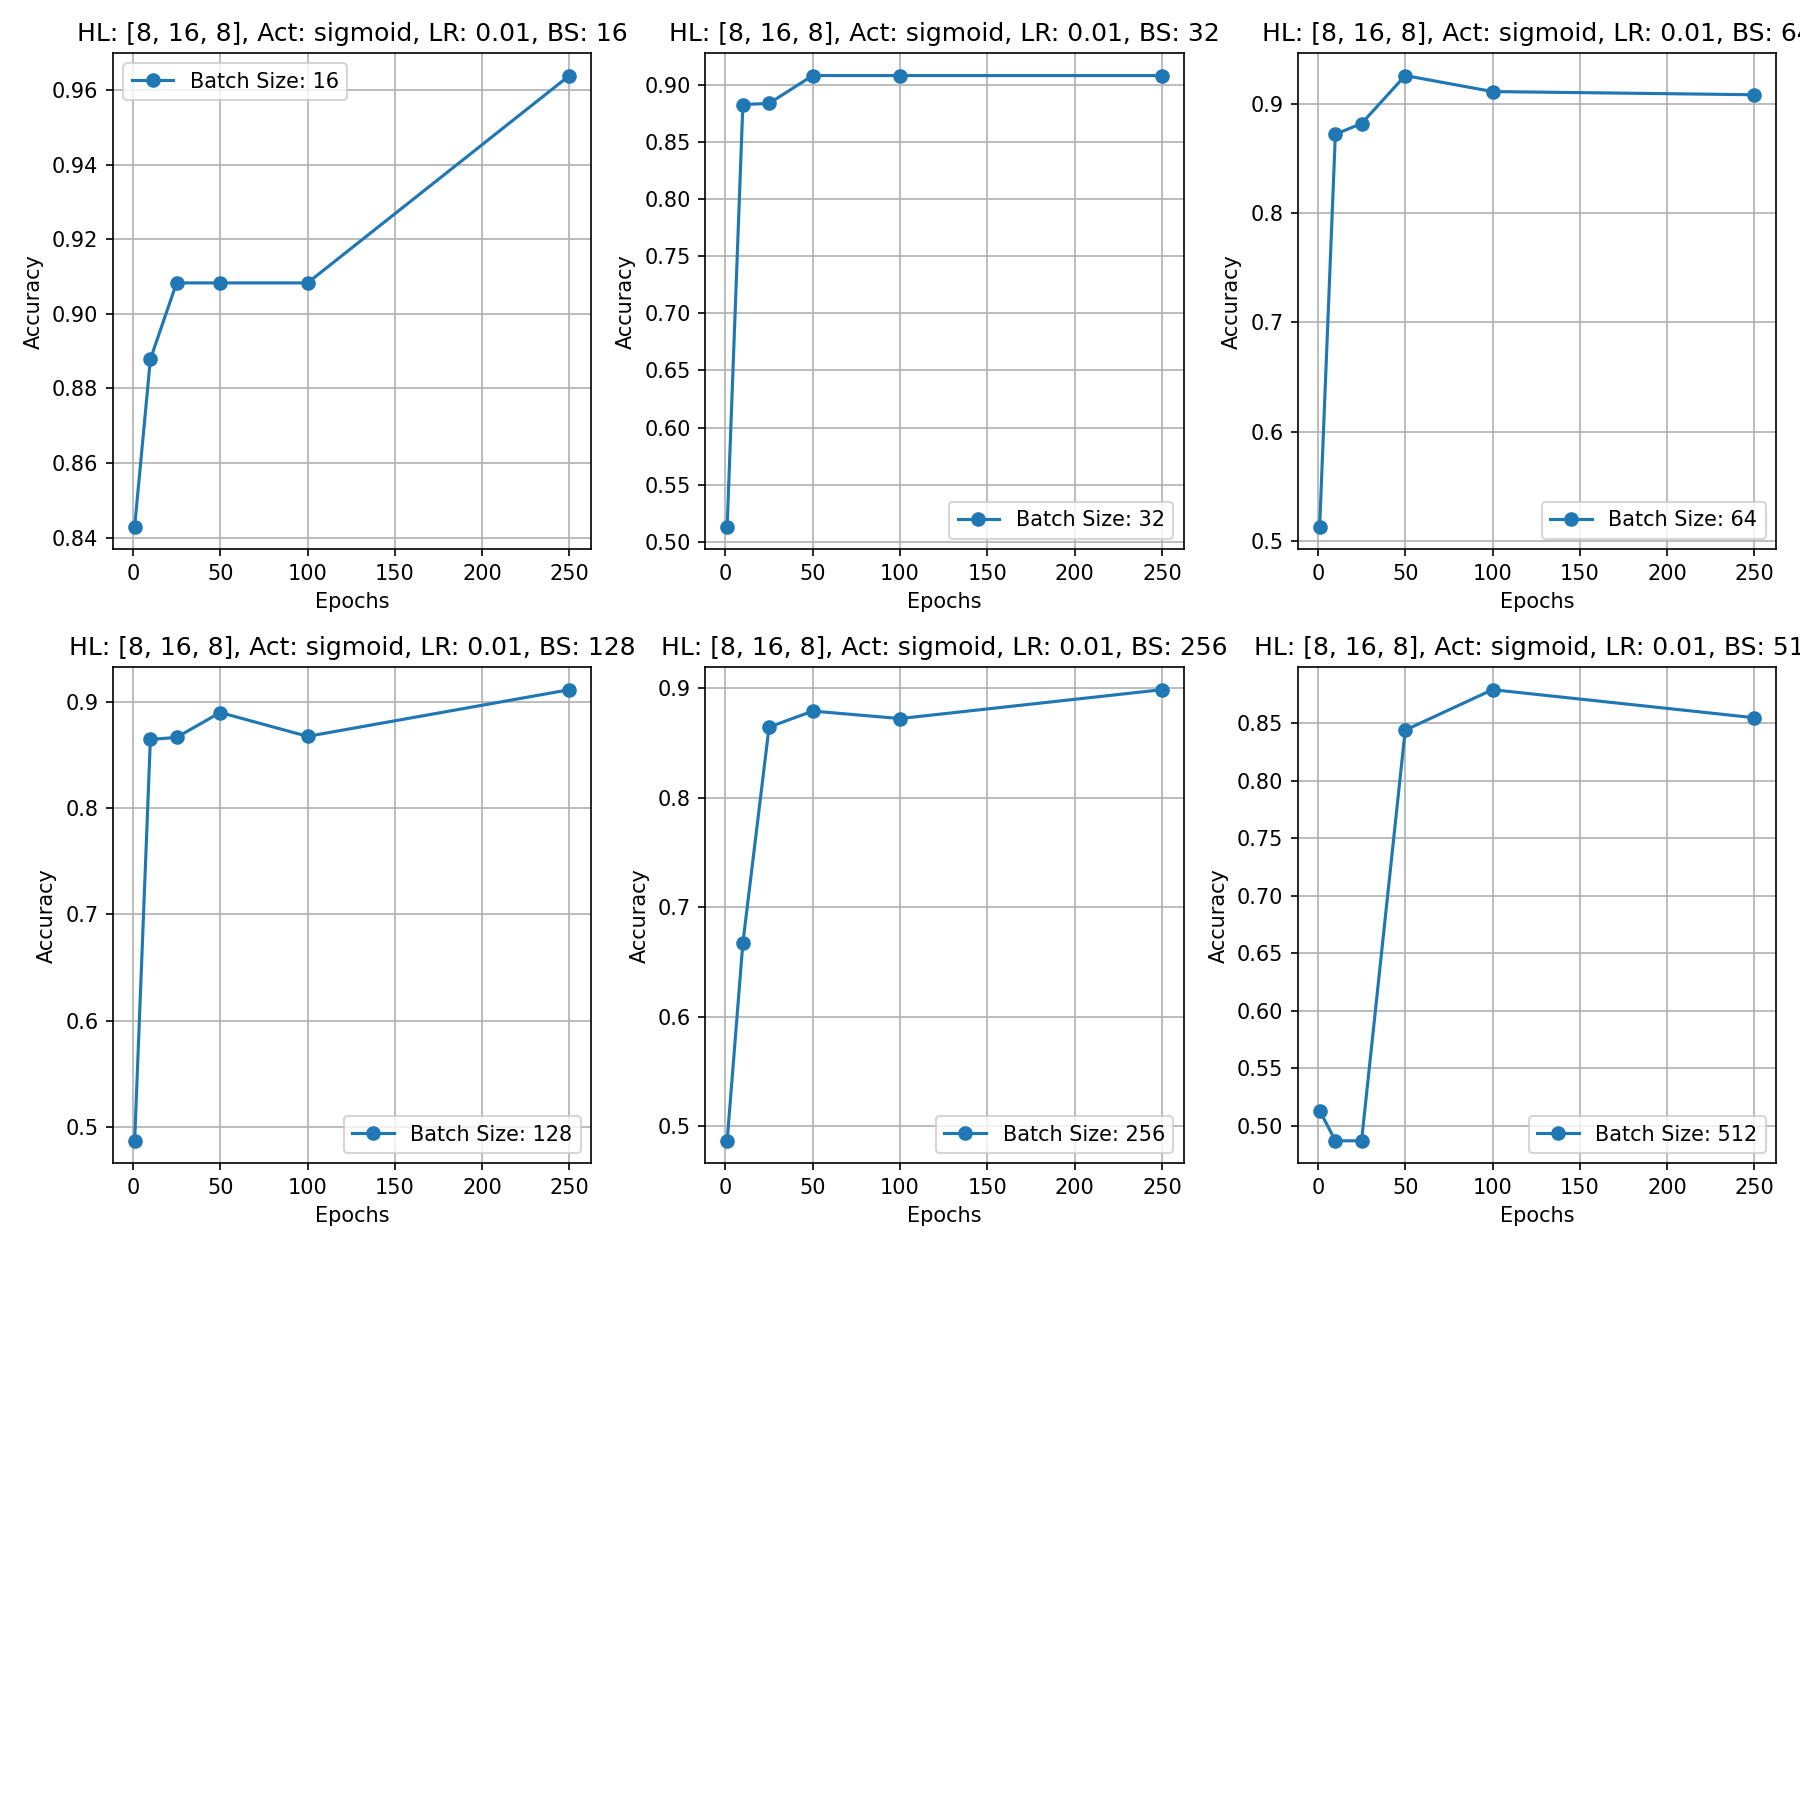 HL: [8, 16, 8], Act: sigmoid, LR: 0.01, BS: 16
Batch Size: 16
Accuracy
0.96
0.94
0.92
0.90
0.88
0.86
0.84
0 50 100 150 200 250
Epochs
HL: [8, 16, 8], Act: sigmoid, LR: 0.01, BS: 32
Accuracy
0.90
0.85
0.80
0.75
0.70
0.65
0.60
0.55
0.50
Batch Size: 32
0 50 100 150 200 250
Epochs
HL: [8, 16, 8], Act: sigmoid, LR: 0.01, BS: 64
Accuracy
0.9
0.8
0.7
0.6
0.5
Batch Size: 64
0 50 100 150 200 250
Epochs
HL: [8, 16, 8], Act: sigmoid, LR: 0.01, BS: 128
Accuracy
0.9
0.8
0.7
0.6
0.5
Batch Size: 128
0 50 100 150 200 250
Epochs
HL: [8, 16, 8], Act: sigmoid, LR: 0.01, BS: 256
Accuracy
0.9
0.8
0.7
0.6
0.5
Batch Size: 256
0 50 100 150 200 250
Epochs
HL: [8, 16, 8], Act: sigmoid, LR: 0.01, BS: 51
Accuracy
0.85
0.80
0.75
0.70
0.65
0.60
0.55
0.50
Batch Size: 512
0 50 100 150 200 250
Epochs